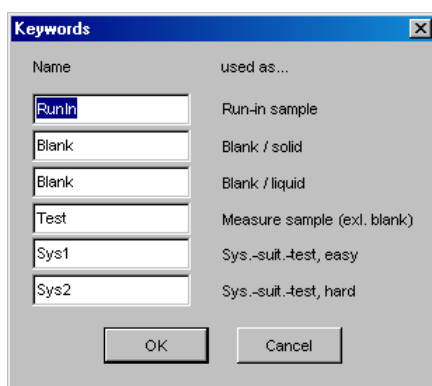 Keywords
Name used as...
RunIn Run-in sample
Blank Blank / solid
Blank Blank / liquid
Test Measure sample (exl. blank)
Sys1 Sys.-suit.-test, easy
Sys2 Sys.-suit.-test, hard
OK Cancel